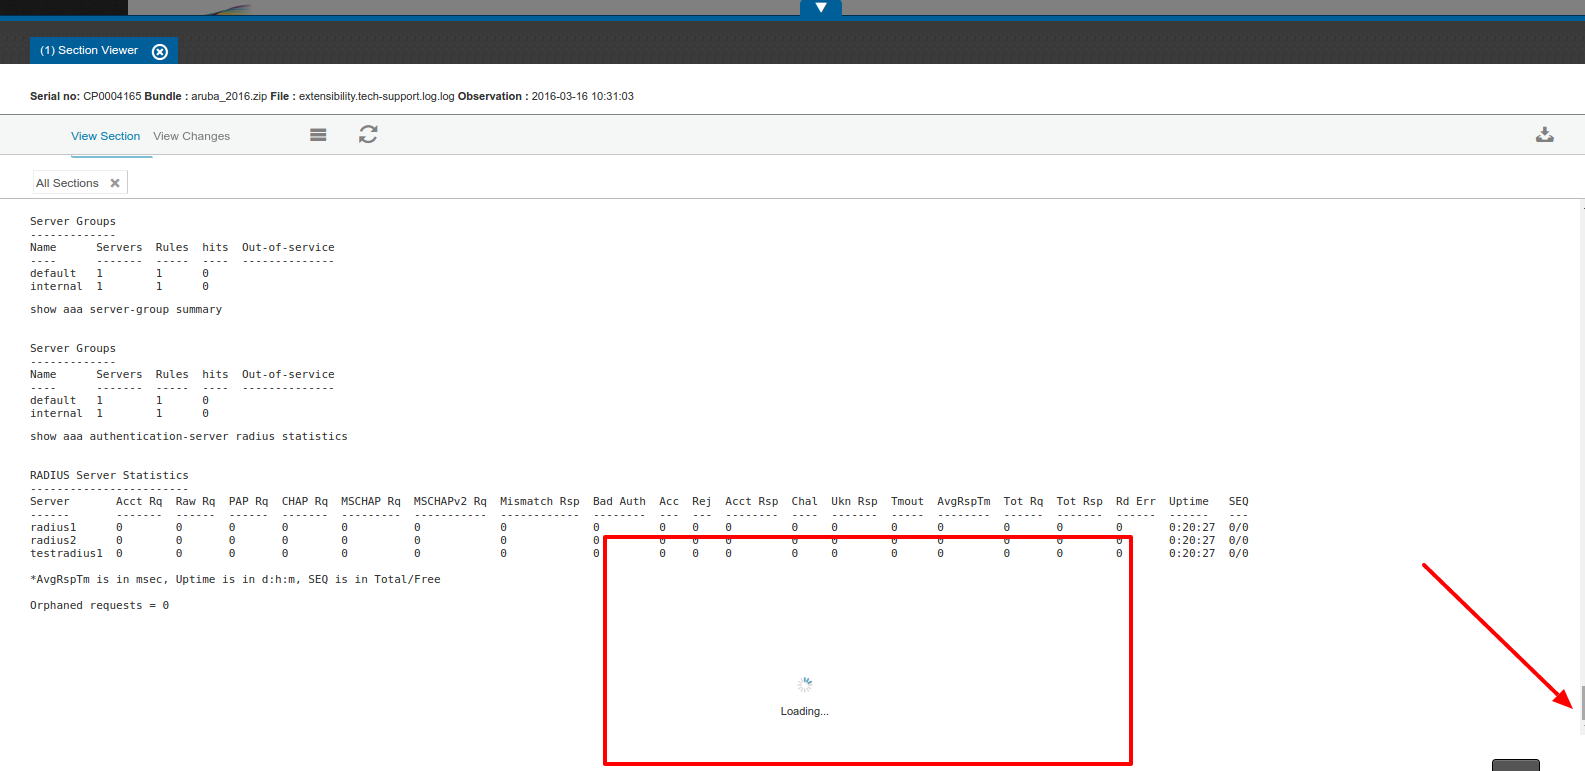 (1) Section Viewer
Serial no: CP0004165 Bundle : aruba_2016.zip File : extensibility.tech-support.log.log Observation : 2016-03-16 10:31:03
View Section View Changes
All Sections
Server Groups
-------------
Name      Servers  Rules  hits  Out-of-service
----      -------  -----  ----  --------------
default   1        1      0
internal  1        1      0
show aaa server-group summary
Server Groups
-------------
Name      Servers  Rules  hits  Out-of-service
----      -------  -----  ----  --------------
default   1        1      0
internal  1        1      0
show aaa authentication-server radius statistics
RADIUS Server Statistics
------------------------
Server       Acct Rq  Raw Rq  PAP Rq  CHAP Rq  MSCHAP Rq  MSCHAPv2 Rq  Mismatch Rsp  Bad Auth  Acc  Rej  Acct Rsp  Chal  Ukn Rsp  Tmout  AvgRspTm  Tot Rq  Tot Rsp  Rd Err  Uptime   SEQ
------       -------  ------  ------  -------  ---------  -----------  ------------  --------  ---  ---  --------  ----  -------  -----  --------  ------  -------  ------  ------   ---
radius1      0        0       0       0        0          0            0             0         0    0    0         0     0        0      0         0       0        0       0:20:27  0/0
radius2      0        0       0       0        0          0            0             0         0    0    0         0     0        0      0         0       0        0       0:20:27  0/0
testradius1  0        0       0       0        0          0            0             0         0    0    0         0     0        0      0         0       0        0       0:20:27  0/0
*AvgRspTm is in msec, Uptime is in d:h:m, SEQ is in Total/Free
Orphaned requests = 0
Loading...